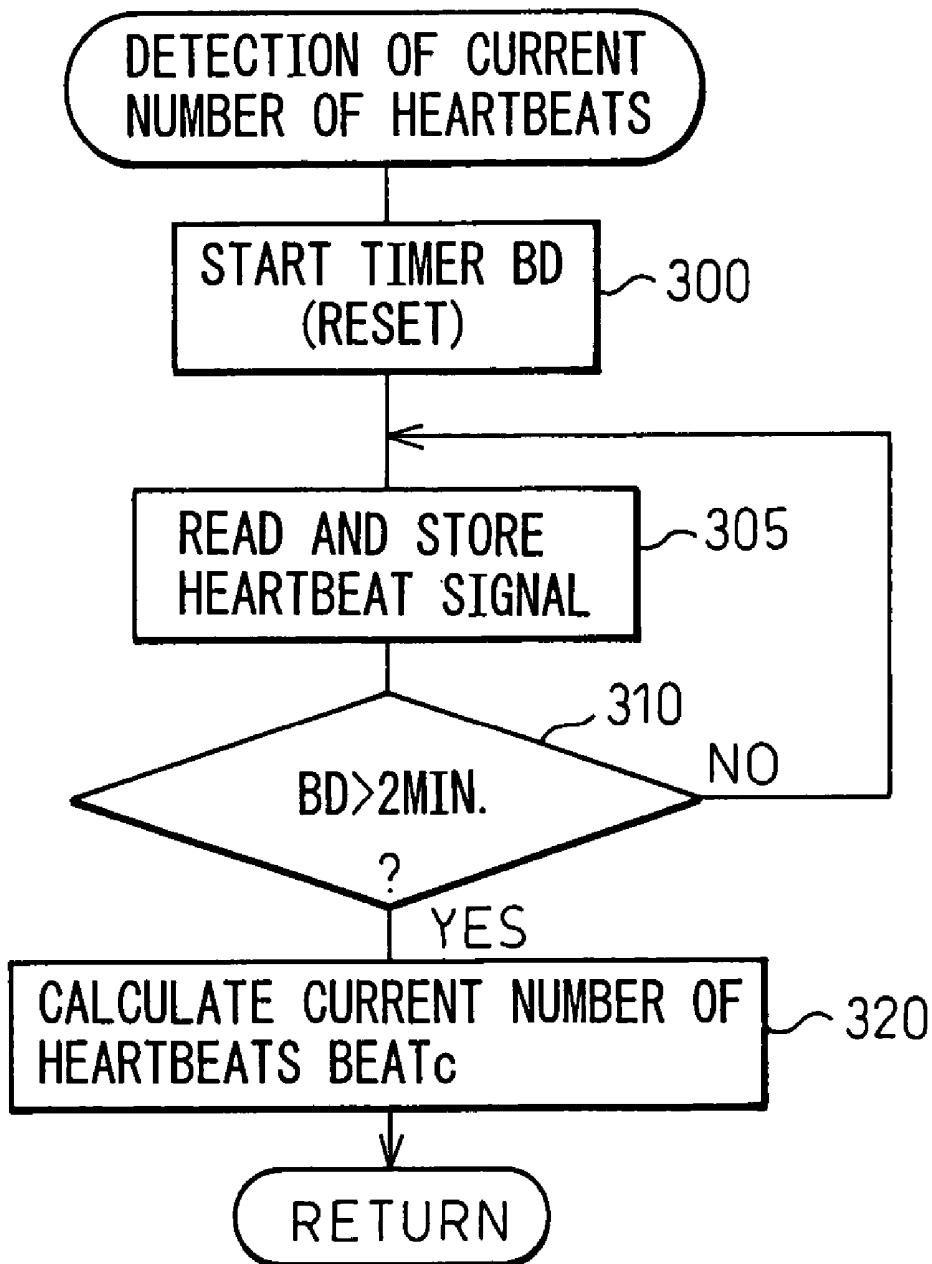 DETECTION OF CURRENT
NUMBER OF HEARTBEATS
START TIMER BD
(RESET)
300
READ AND STORE
HEARTBEAT SIGNAL
305
310
BD>2MIN.
?
NO
YES
CALCULATE CURRENT NUMBER OF
HEARTBEATS BEATc
320
RETURN